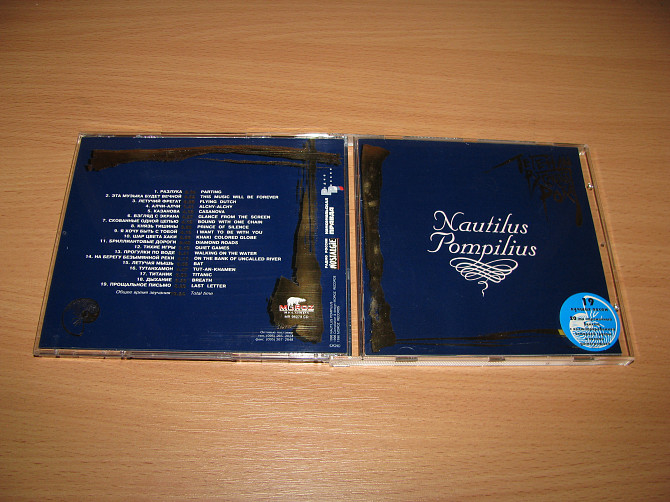 1. РАЗЛУКА PARTING
2. ЭТА МУЗЫКА БУДЕТ ВЕЧНОЙ THIS MUSIC WILL BE FOREVER
3. ЛЕТУЧИЙ ФРЕГАТ FLYING DUTCH
4. АЛЧИ-АЛЧИ ALCHY-ALCHY
5. КАЗАНОВА CASANOVA
6. ВЗГЛЯД С ЭКРАНА GLANCE FROM THE SCREEN
7. СКОВАННЫЕ ОДНОЙ ЦЕПЬЮ BOUND WITH ONE CHAIN
8. КНЯЗЬ ТИШИНЫ PRINCE OF SILENCE
9. Я ХОЧУ БЫТЬ С ТОБОЙ I WANT TO BE WITH YOU
10. ШАР ЦВЕТА ХАКИ KHAKI COLORED GLOBE
11. БРИЛЛИАНТОВЫЕ ДОРОГИ DIAMOND ROADS
12. ТИХИЕ ИГРЫ QUIET GAMES
13. ПРОГУЛКИ ПО ВОДЕ WALKING ON THE WATER
14. НА БЕРЕГУ БЕЗЫМЯННОЙ РЕКИ ON THE BANK OF UNCALLED RIVER
15. ЛЕТУЧАЯ МЫШЬ BAT
16. ТУТАНХАМОН TUT-AN-KHAMEN
17. ТИТАНИК TITANIC
18. ДЫХАНИЕ BREATH
19. ПРОЩАЛЬНОЕ ПИСЬМО LAST LETTER
Общее время звучания Total time
MOROZ
RECORDS
NOSTALGIE
Nautilus
Pompilius
19